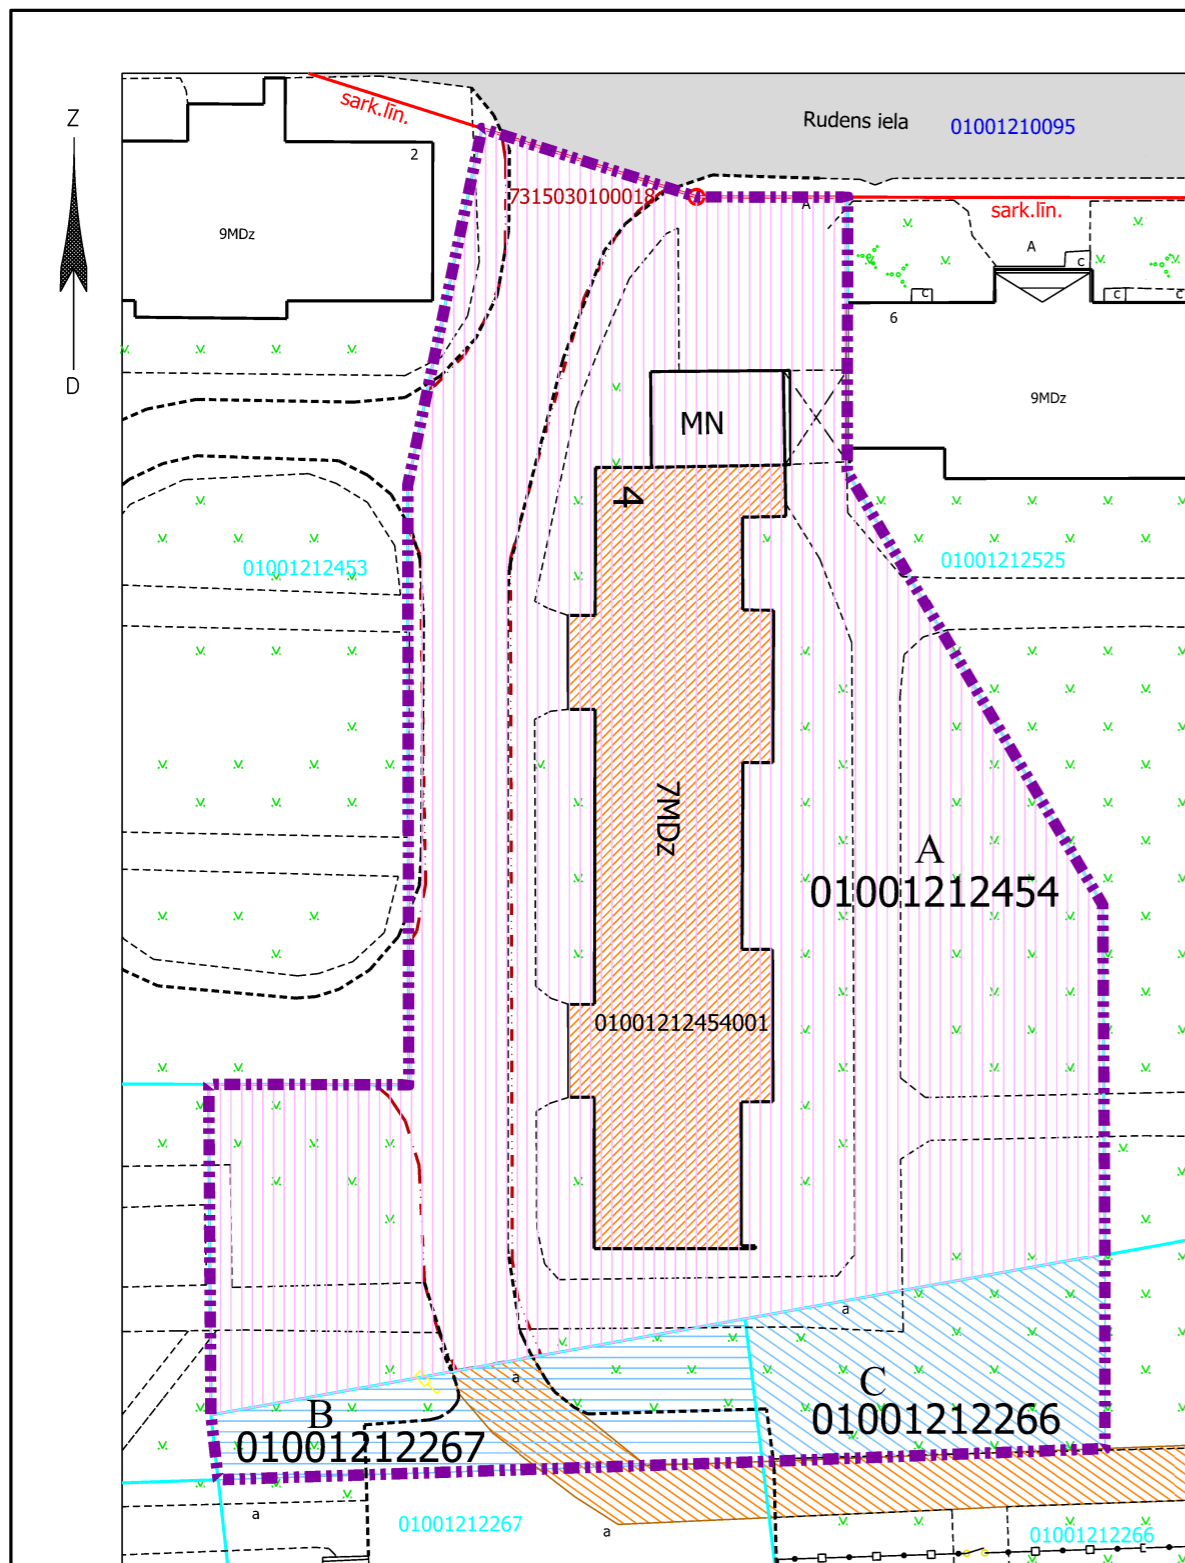 Z
D
sark.līn.
Rudens iela 01001210095
2
9MDz
7315030100018
A
sark.līn.
A
c
c
c
c
6
9MDz
MN
4
01001212453
01001212525
7MDz
A
01001212454
01001212454001
a
a
B
01001212267
C
01001212266
a
01001212267
a
01001212266